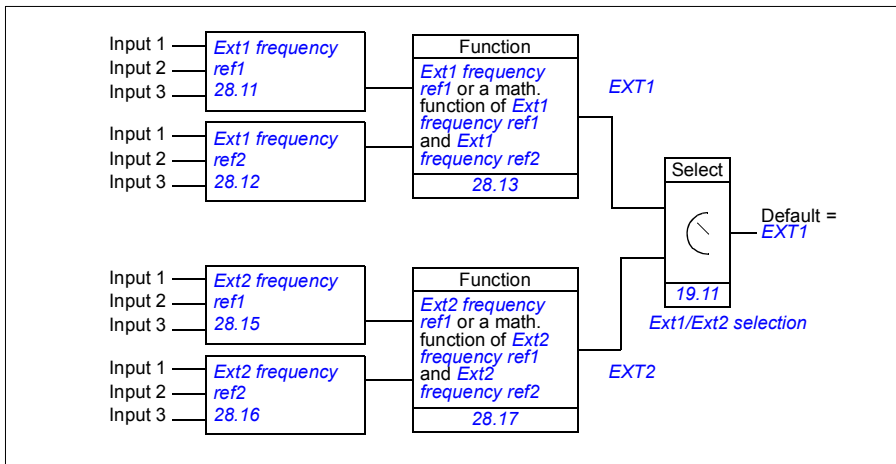 Input 1
Input 2
Input 3
Ext1 frequency
ref1
28.11
Input 1
Input 2
Input 3
Ext1 frequency
ref2
28.12
Function
Ext1 frequency
ref1 or a math.
function of Ext1
frequency ref1
and Ext1
frequency ref2
28.13
EXT1
Input 1
Input 2
Input 3
Ext2 frequency
ref1
28.15
Input 1
Input 2
Input 3
Ext2 frequency
ref2
28.16
Function
Ext2 frequency
ref1 or a math.
function of Ext2
frequency ref1
and Ext2
frequency ref2
28.17
EXT2
Select
19.11
Ext1/Ext2 selection
Default =
EXT1